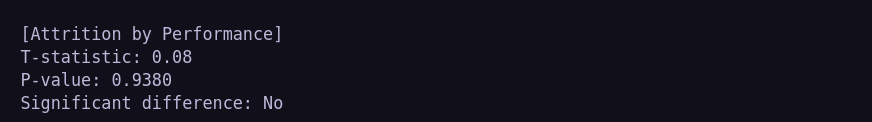 [Attrition by Performance]
T-statistic: 0.08
P-value: 0.9380
Significant difference: No